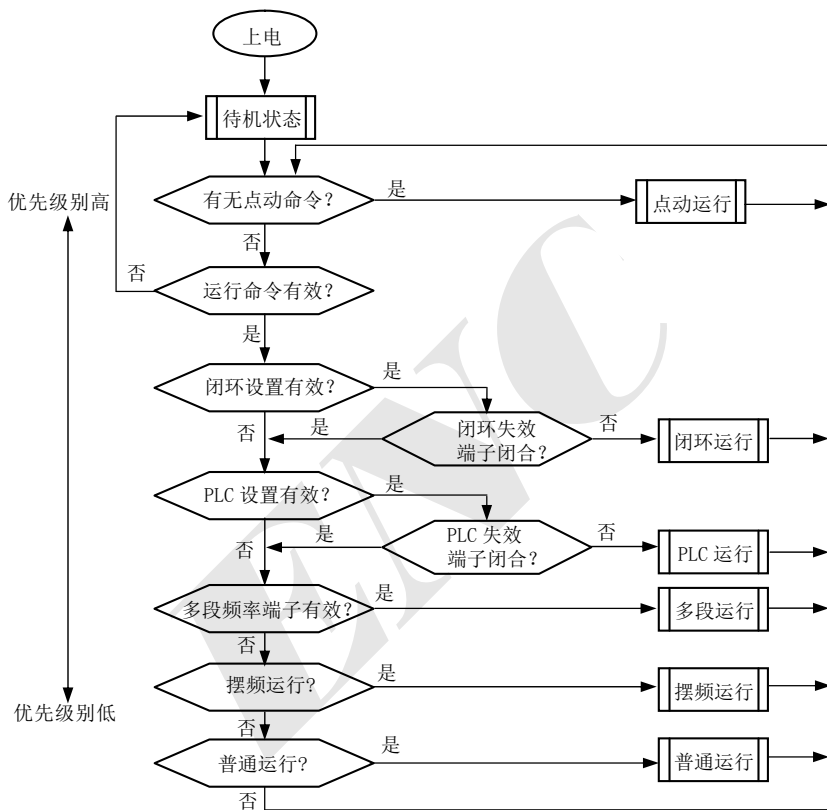 上电
待机状态
优先级别高
有无点动命令？
是
点动运行
否
否
运行命令有效？
是
闭环设置有效？
是
否
是
闭环失效
端子闭合？
否
闭环运行
PLC 设置有效？
是
否
是
PLC 失效
端子闭合？
否
PLC 运行
多段频率端子有效？
是
多段运行
否
摆频运行？
是
摆频运行
优先级别低
否
普通运行？
是
普通运行
否
ENC